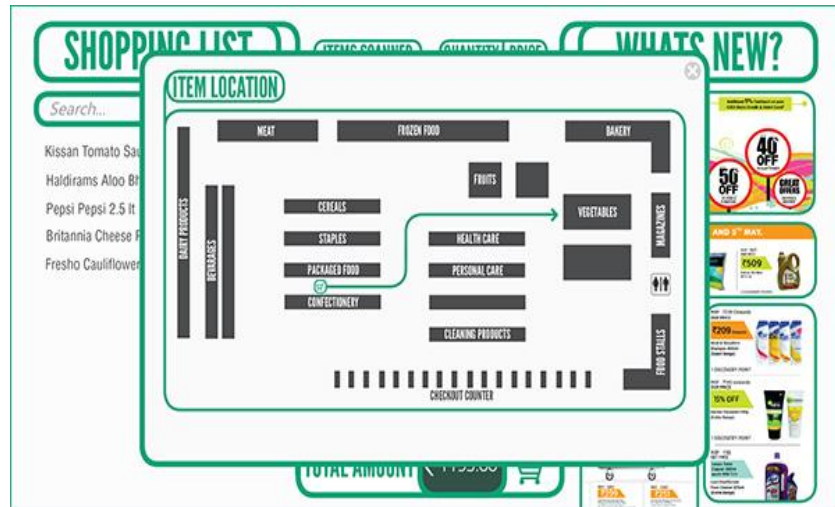 SHOPPING LIST
ITEMS SCANNED
QUANTITY
PRICE
WHATS NEW?
Search...
Kissan Tomato
Haldirams Aloo
Pepsi Pepsi 2.5 lt
Britannia Cheese
Fresho Cauliflower
ITEM LOCATION
MEAT
FROZEN FOOD
BAKERY
DAIRY PRODUCTS
BEVARAGES
FRUITS
CEREALS
STAPLES
PACKAGED FOOD
CONFECTIONERY
HEALTH CARE
PERSONAL CARE
CLEANING PRODUCTS
VEGETABLES
MAGAZINES
FOOD STALLS
CHECKOUT COUNTER
TOTAL AMOUNT
40%
OFF
50%
OFF
GREAT
OFFERS
AND 5TH MAY.
₹509
₹209
15% OFF